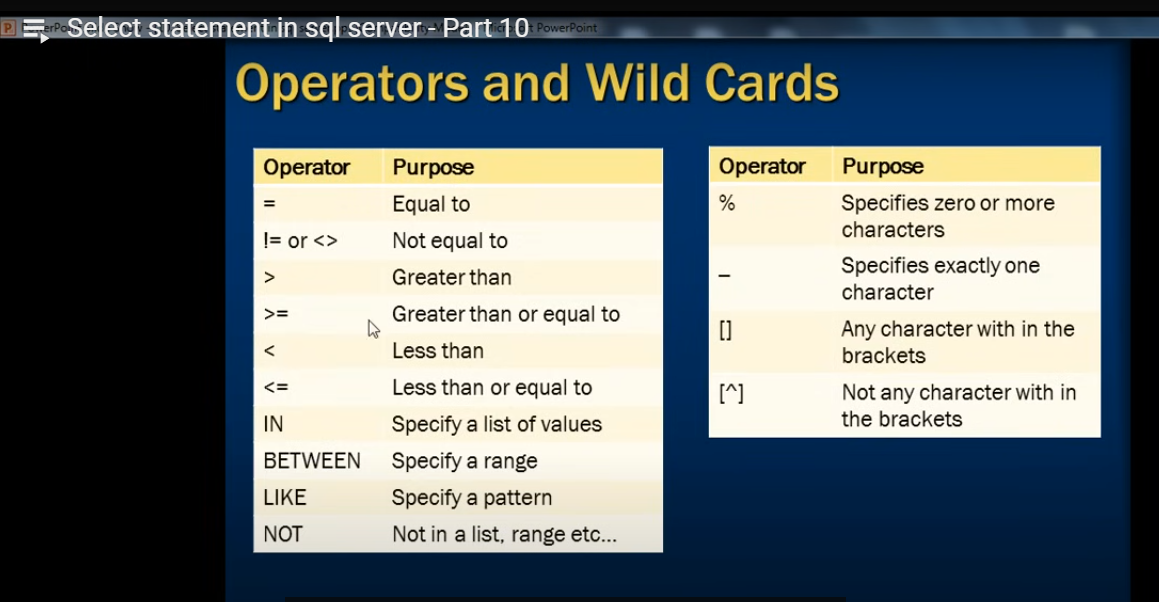 Select statement in sql server - Part 10
PowerPoint
Operators and Wild Cards
Operator Purpose
= Equal to
!= or <> Not equal to
> Greater than
>= Greater than or equal to
< Less than
<= Less than or equal to
IN Specify a list of values
BETWEEN Specify a range
LIKE Specify a pattern
NOT Not in a list, range etc...
Operator Purpose
% Specifies zero or more
characters
_ Specifies exactly one
character
[] Any character with in the
brackets
[^] Not any character with in
the brackets